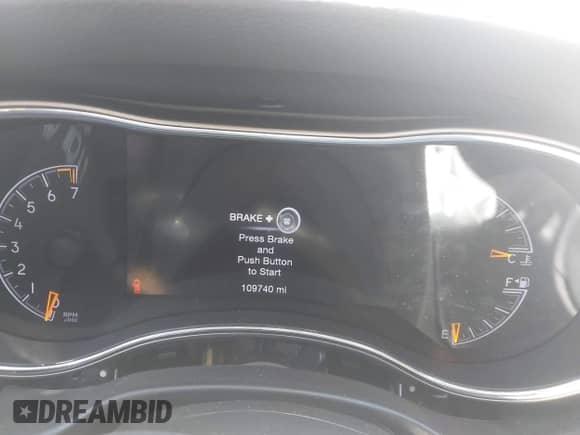 7
6
5
4
3
2
1
0
RPM
BRAKE +
Press Brake
and
Push Button
to Start
109740 mi
C
F
E
DREAMBID